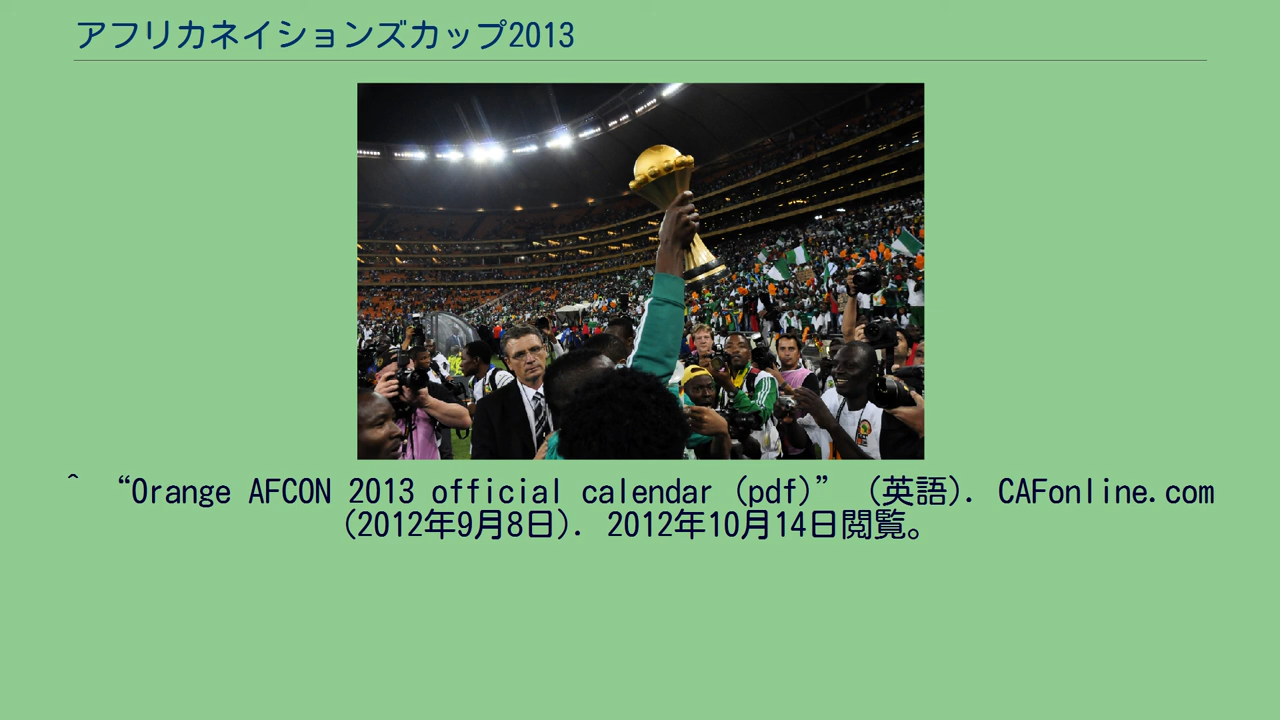 アフリカネイションズカップ2013
^ “Orange AFCON 2013 official calendar (pdf)” (英語). CAFonline.com
(2012年9月8日). 2012年10月14日閲覧。